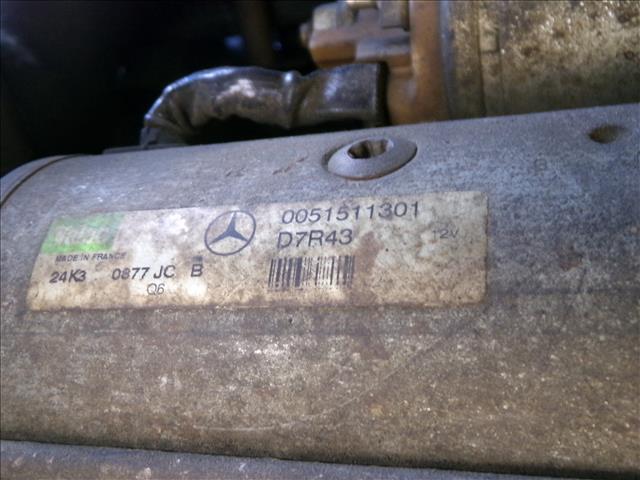 0051511301
D7R43
12V
MADE IN FRANCE
24K3 0877 JC B
Q6